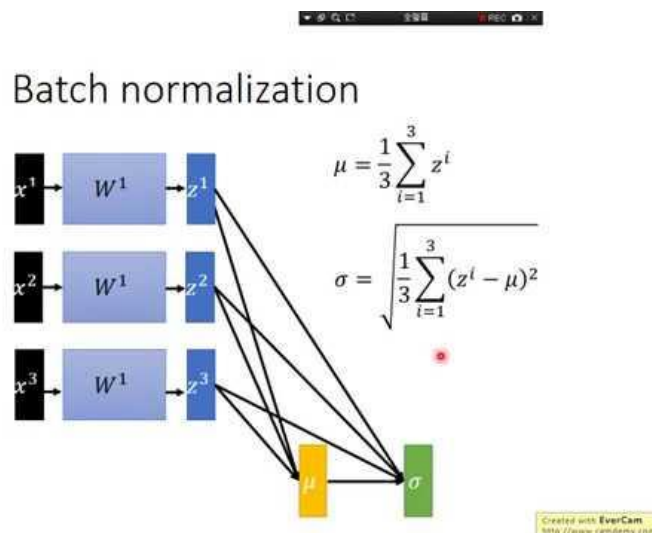 REC
Batch normalization
x¹ W¹ z¹
x² W¹ z²
x³ W¹ z³
μ = 1/3 ∑_{i=1}^{3} z^i
σ = √(1/3 ∑_{i=1}^{3} (z^i − μ)²)
μ σ
Created with EverCam